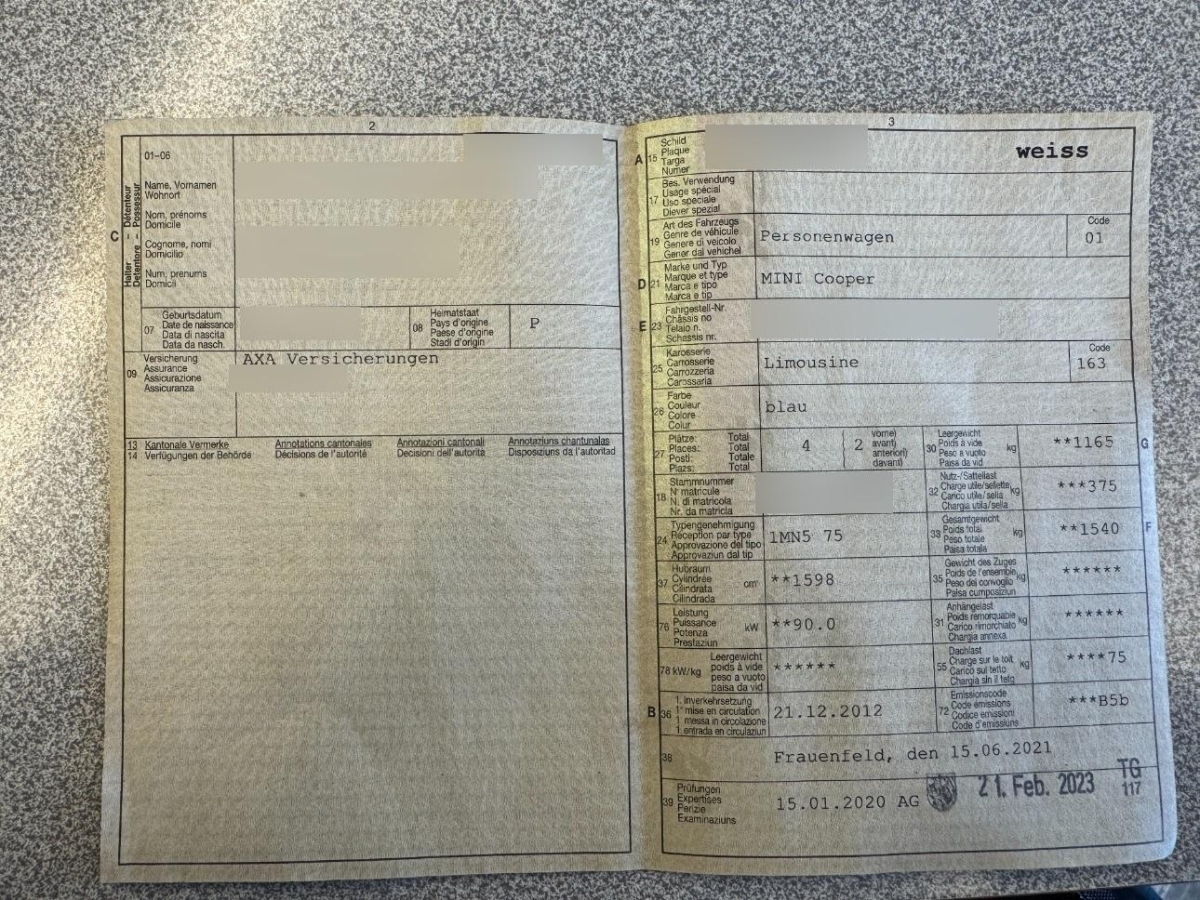 2
01-06
Name, Vornamen
Wohnort
Nom, prénoms
Domicile
Cognome, nomi
Domicilio
Num, prenums
Domicil
C
Halter - Détenteur
Detentore - Possessur
07
Geburtsdatum
Date de naissance
Data di nascita
Data da nasch.
08
Heimatstaat
Pays d'origine
Paese d'origine
Stadi d'origin
P
09
Versicherung
Assurance
Assicurazione
Assicuranza
AXA Versicherungen
13 Kantonale Vermerke Annotations cantonales Annotazioni cantonali Annotaziuns chantunalas
14 Verfügungen der Behörde Décisions de l'autorité Decisioni dell'autorità Disposiziuns da l'autoritad
3
A 15
Schild
Plaque
Targa
Numer
weiss
17
Bes. Verwendung
Usage spécial
Uso speciale
Diever spezial
19
Art des Fahrzeugs
Genre de véhicule
Genere di veicolo
Gener dal vehichel
Personenwagen
Code
01
D 21
Marke und Typ
Marque et type
Marca e tipo
Marca e tip
MINI Cooper
E 23
Fahrgestell-Nr.
Châssis no
Telaio n.
Schassis nr.
25
Karosserie
Carrosserie
Carrozzeria
Carossaria
Limousine
Code
163
26
Farbe
Couleur
Colore
Colur
blau
27
Plätze: Total
Places: Total
Posti: Totale
Plazs: Total
4
2
vorne)
avant)
anteriori)
davant)
30
Leergewicht
Poids à vide
Peso a vuoto
Paisa da vid
kg
**1165
G
18
Stammnummer
N° matricule
N. di matricola
Nr. da matricla
32
Nutz-/Sattellast
Charge utile/sellette
Carico utile/sella
Chargia utila/sella
kg
***375
24
Typengenehmigung
Réception par type
Approvazione del tipo
Approvaziun dal tip
1MN5 75
33
Gesamtgewicht
Poids total
Peso totale
Paisa totala
kg
**1540
F
37
Hubraum
Cylindrée
Cilindrata
Cilindrada
cm³
**1598
35
Gewicht des Zuges
Poids de l'ensemble
Peso del convoglio
Paisa cumposiziun
kg
******
76
Leistung
Puissance
Potenza
Prestaziun
kW
**90.0
31
Anhängelast
Poids remorquable
Carico rimorchiato
Chargia annexa
kg
******
78 kW/kg
Leergewicht
poids à vide
peso a vuoto
paisa da vid
******
55
Dachlast
Charge sur le toit
Carico sul tetto
Chargia sin il tetg
kg
****75
B 36
1. Inverkehrsetzung
1re mise en circulation
1. messa in circolazione
1. entrada en circulaziun
21.12.2012
72
Emissionscode
Code émissions
Codice emissioni
Code d'emissiuns
***B5b
38
Frauenfeld, den 15.06.2021
39
Prüfungen
Expertises
Perizie
Examinaziuns
15.01.2020 AG
21. Feb. 2023
TG
117